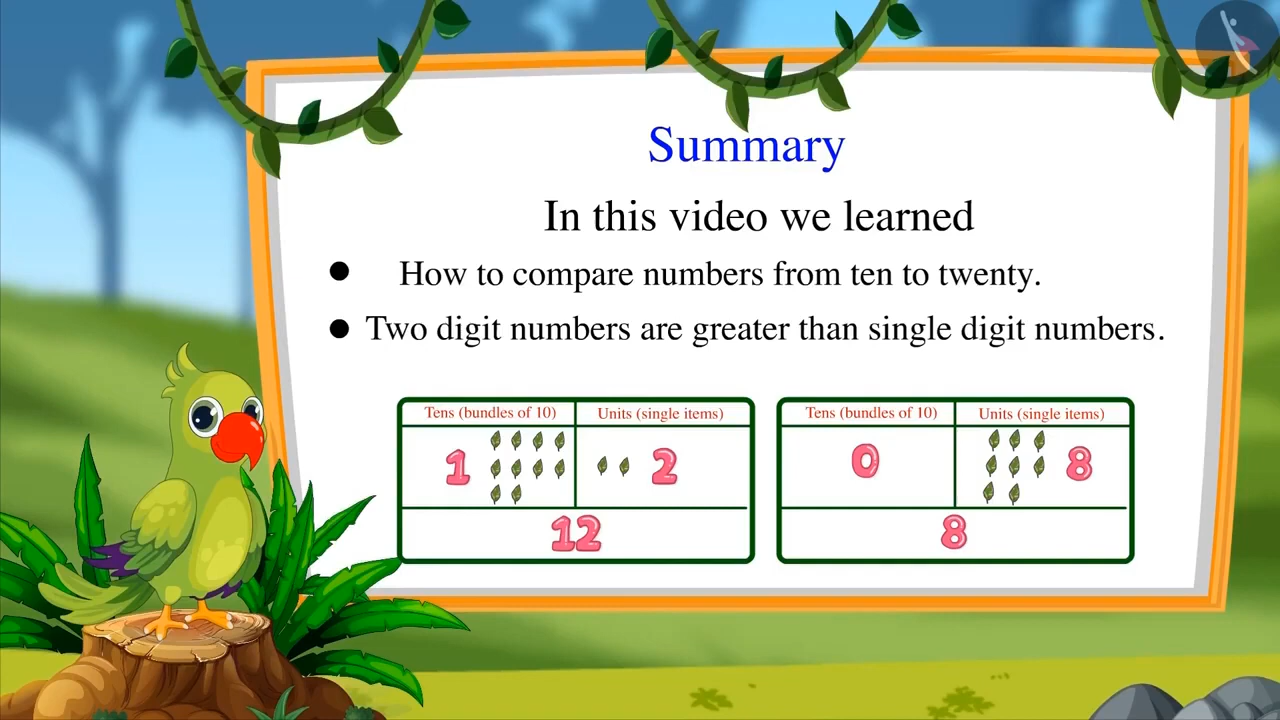 Summary
In this video we learned
● How to compare numbers from ten to twenty.
● Two digit numbers are greater than single digit numbers.
Tens (bundles of 10) Units (single items)
1 2
12
Tens (bundles of 10) Units (single items)
0 8
8